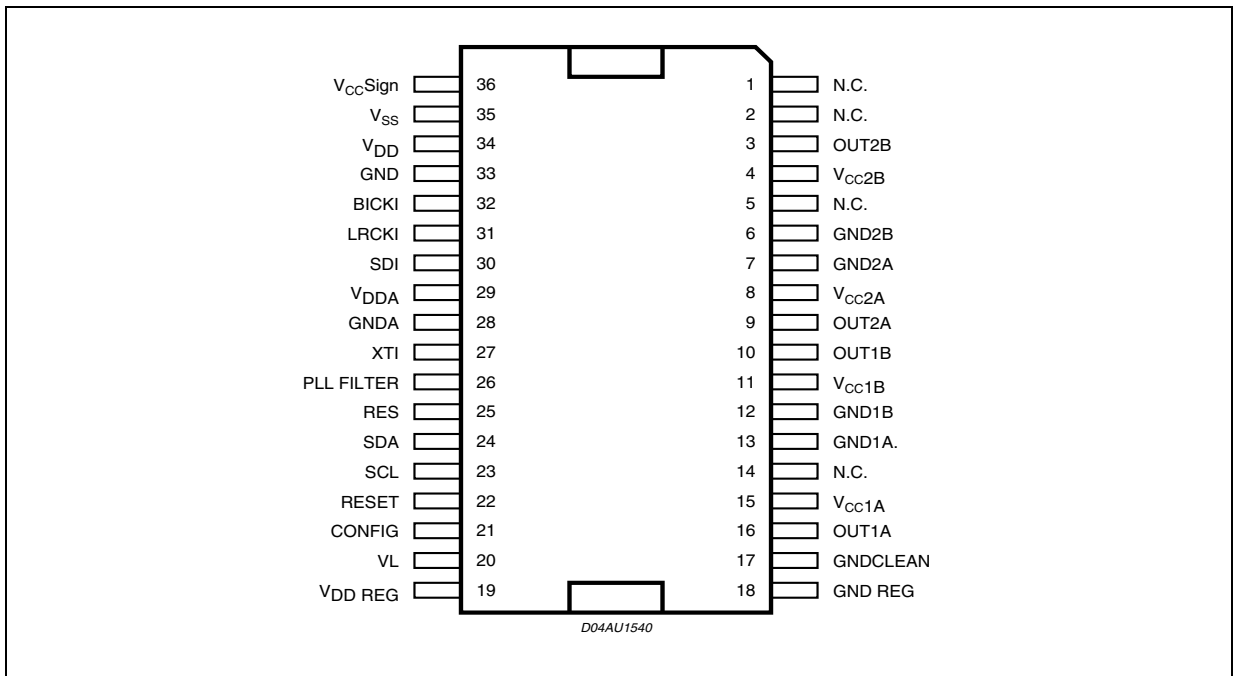 VCCSign 36 1 N.C.
VSS 35 2 N.C.
VDD 34 3 OUT2B
GND 33 4 VCC2B
BICKI 32 5 N.C.
LRCKI 31 6 GND2B
SDI 30 7 GND2A
VDDA 29 8 VCC2A
GNDA 28 9 OUT2A
XTI 27 10 OUT1B
PLL FILTER 26 11 VCC1B
RES 25 12 GND1B
SDA 24 13 GND1A.
SCL 23 14 N.C.
RESET 22 15 VCC1A
CONFIG 21 16 OUT1A
VL 20 17 GNDCLEAN
VDD REG 19 18 GND REG
D04AU1540